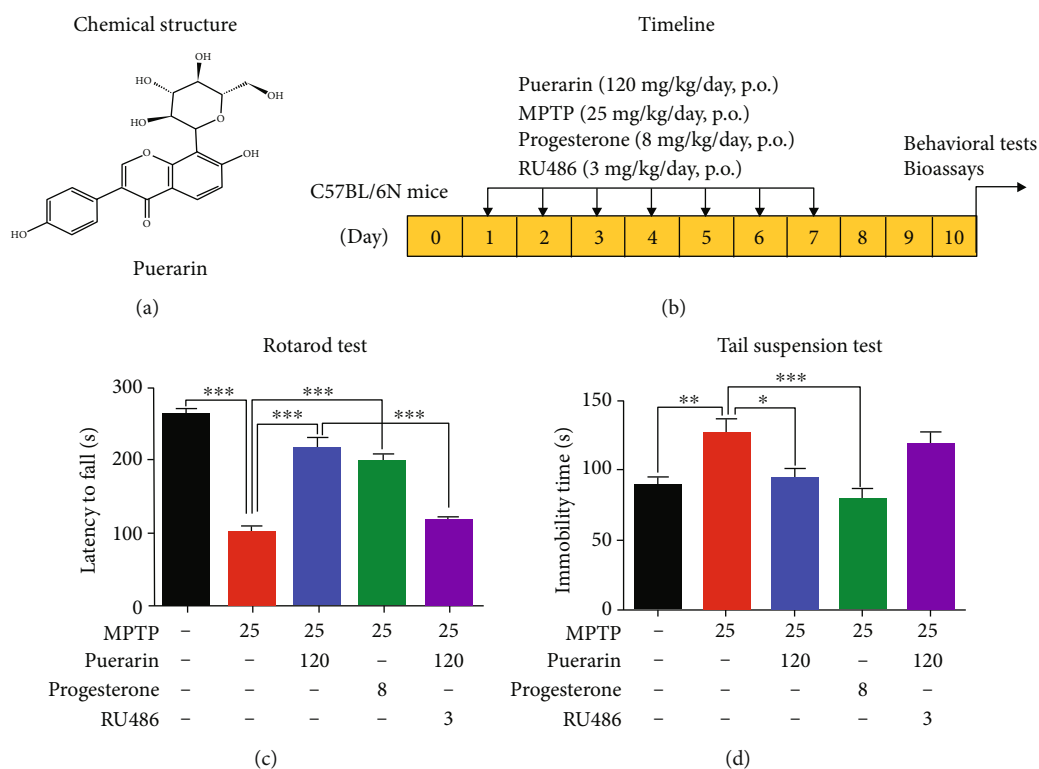 Chemical structure
OH
HO
HO
OH
O
HO
O
OH
O
HO
Puerarin
(a)
Timeline
Puerarin (120 mg/kg/day, p.o.)
MPTP (25 mg/kg/day, p.o.)
Progesterone (8 mg/kg/day, p.o.)
RU486 (3 mg/kg/day, p.o.)
Behavioral tests
Bioassays
C57BL/6N mice
(Day) 0 1 2 3 4 5 6 7 8 9 10
(b)
Rotarod test
Latency to fall (s)
300
200
100
0
*** *** *** ***
MPTP – 25 25 25 25
Puerarin – – 120 – 120
Progesterone – – – 8 –
RU486 – – – – 3
(c)
Tail suspension test
Immobility time (s)
150
100
50
0
** * ***
MPTP – 25 25 25 25
Puerarin – – 120 – 120
Progesterone – – – 8 –
RU486 – – – – 3
(d)